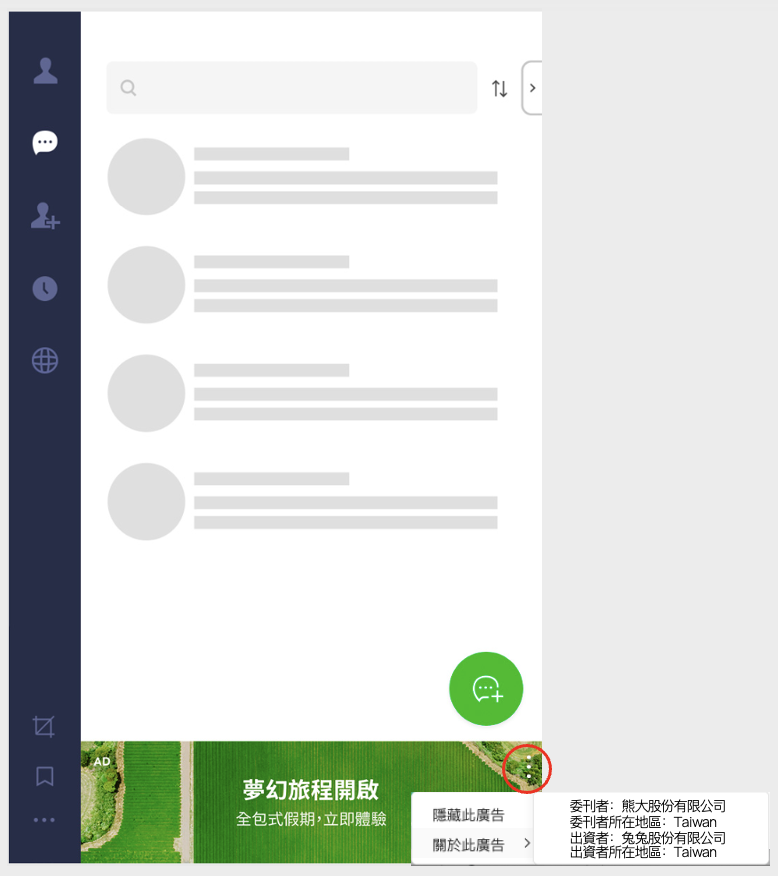 AD
夢幻旅程開啟
全包式假期,立即體驗
隱藏此廣告
關於此廣告
委刊者：熊大股份有限公司
委刊者所在地區：Taiwan
出資者：兔兔股份有限公司
出資者所在地區：Taiwan